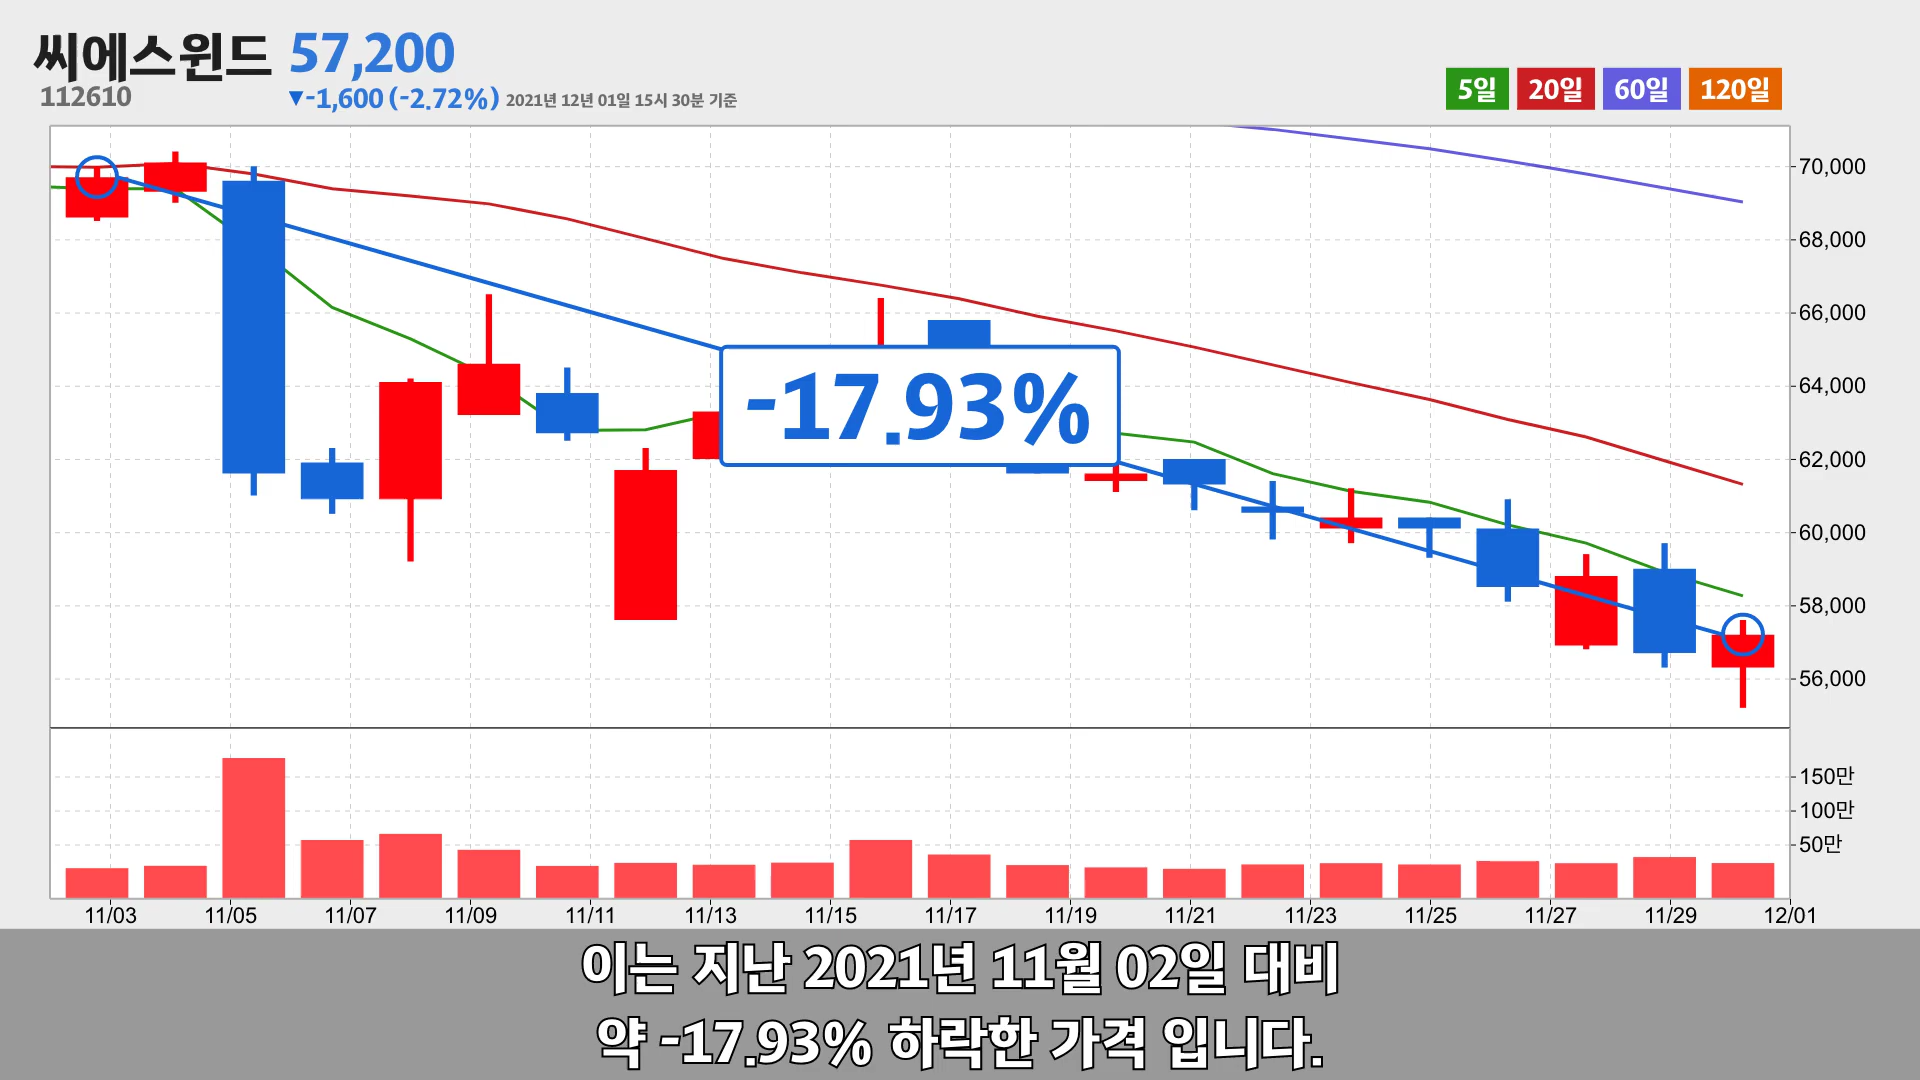 씨에스윈드 57,200
112610 ▼-1,600 (-2.72%) 2021년 12년 01일 15시 30분 기준
5일 20일 60일 120일
70,000
68,000
66,000
64,000
62,000
60,000
58,000
56,000
-17.93%
150만
100만
50만
11/03 11/05 11/07 11/09 11/11 11/13 11/15 11/17 11/19 11/21 11/23 11/25 11/27 11/29 12/01
이는 지난 2021년 11월 02일 대비
약 -17.93% 하락한 가격 입니다.